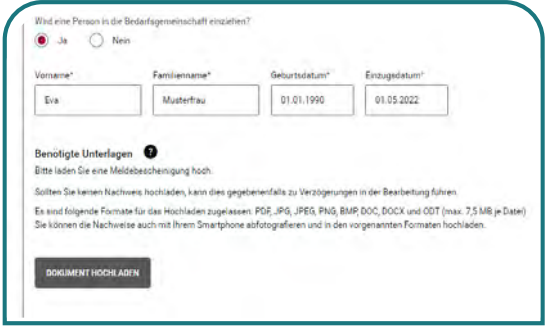 Wird eine Person in die Bedarfsgemeinschaft einziehen?
Ja Nein
Vorname* Familienname* Geburtsdatum* Einzugsdatum*
Eva Musterfrau 01.01.1990 01.05.2022
Benötigte Unterlagen ?
Bitte laden Sie eine Meldebescheinigung hoch.
Sollten Sie keinen Nachweis hochladen, kann dies gegebenenfalls zu Verzögerungen in der Bearbeitung führen.
Es sind folgende Formate für das Hochladen zugelassen: PDF, JPG, JPEG, PNG, BMP, DOC, DOCX und ODT (max. 7,5 MB je Datei)
Sie können die Nachweise auch mit Ihrem Smartphone abfotografieren und in den vorgenannten Formaten hochladen.
DOKUMENT HOCHLADEN